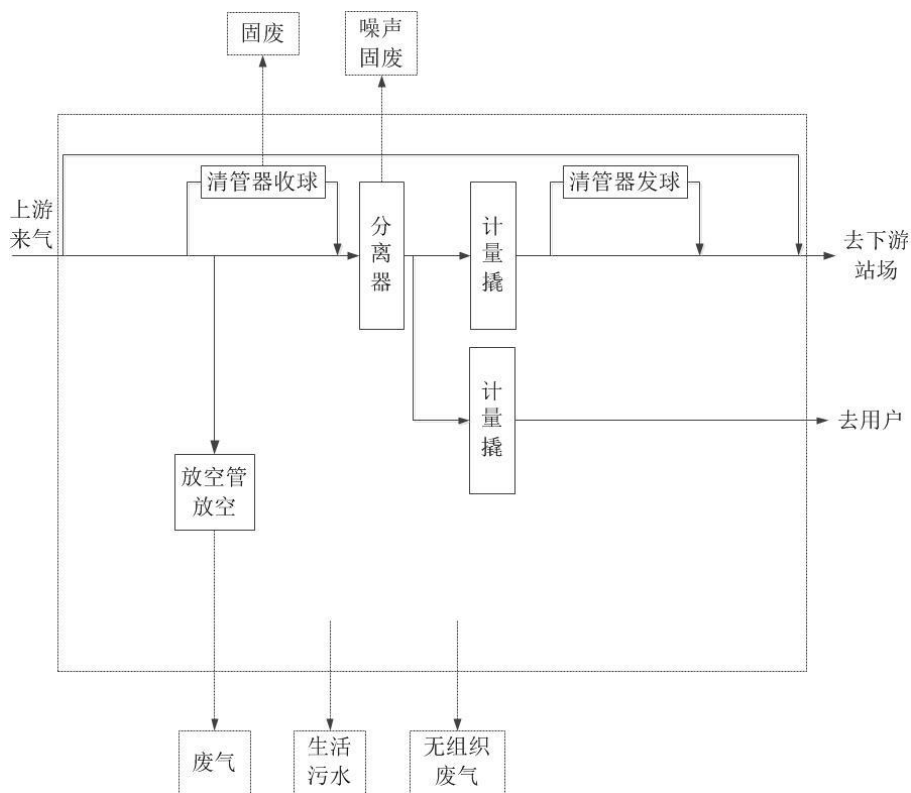 固废
噪声
固废
清管器收球
清管器发球
上游
来气
分
离
器
计
量
撬
去下游
站场
计
量
撬
去用户
放空管
放空
废气
生活
污水
无组织
废气